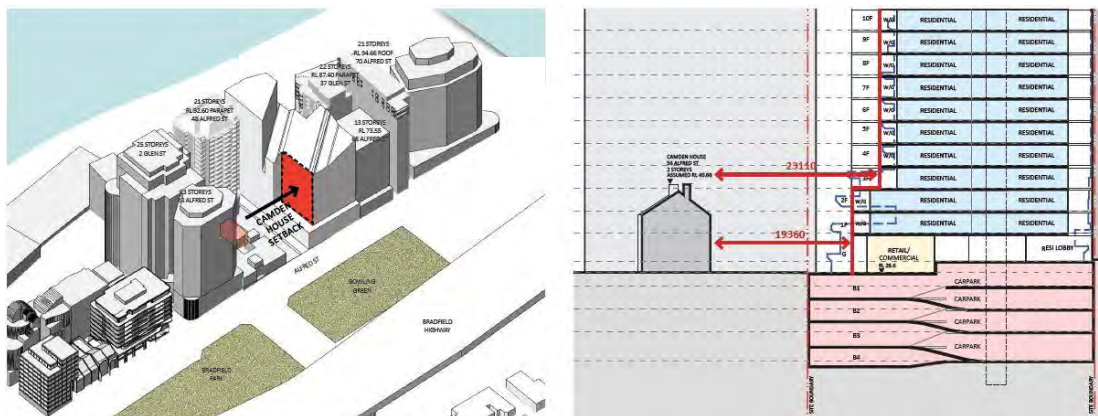 21 STOREYS
RL 94.66 ROOF
70 ALFRED ST
22 STOREYS
RL 87.40 PARAPET
37 GLEN ST
21 STOREYS
RL 92.60 PARAPET
48 ALFRED ST
13 STOREYS
RL 73.55
ALFRED ST
25 STOREYS
2 GLEN ST
STOREYS
ALFRED ST
CAMDEN
HOUSE
SETBACK
ALFRED ST
BOWLING
GREEN
BRADFIELD
HIGHWAY
BRADFIELD
PARK
10F W/G RESIDENTIAL RESIDENTIAL
9F W/G RESIDENTIAL RESIDENTIAL
8F W/G RESIDENTIAL RESIDENTIAL
7F W/G RESIDENTIAL RESIDENTIAL
6F W/G RESIDENTIAL RESIDENTIAL
5F W/G RESIDENTIAL RESIDENTIAL
4F W/G RESIDENTIAL RESIDENTIAL
CAMDEN HOUSE
56 ALFRED ST
2 STOREYS
ASSUMED RL 40.66
23110
RESIDENTIAL RESIDENTIAL
2F W/G RESIDENTIAL RESIDENTIAL
1F W/G RESIDENTIAL RESIDENTIAL
19360
G
RETAIL/
COMMERCIAL
RESI LOBBY
B1 CARPARK
B2 CARPARK
B3 CARPARK
B4 CARPARK
SITE BOUNDARY
SITE BOUNDARY